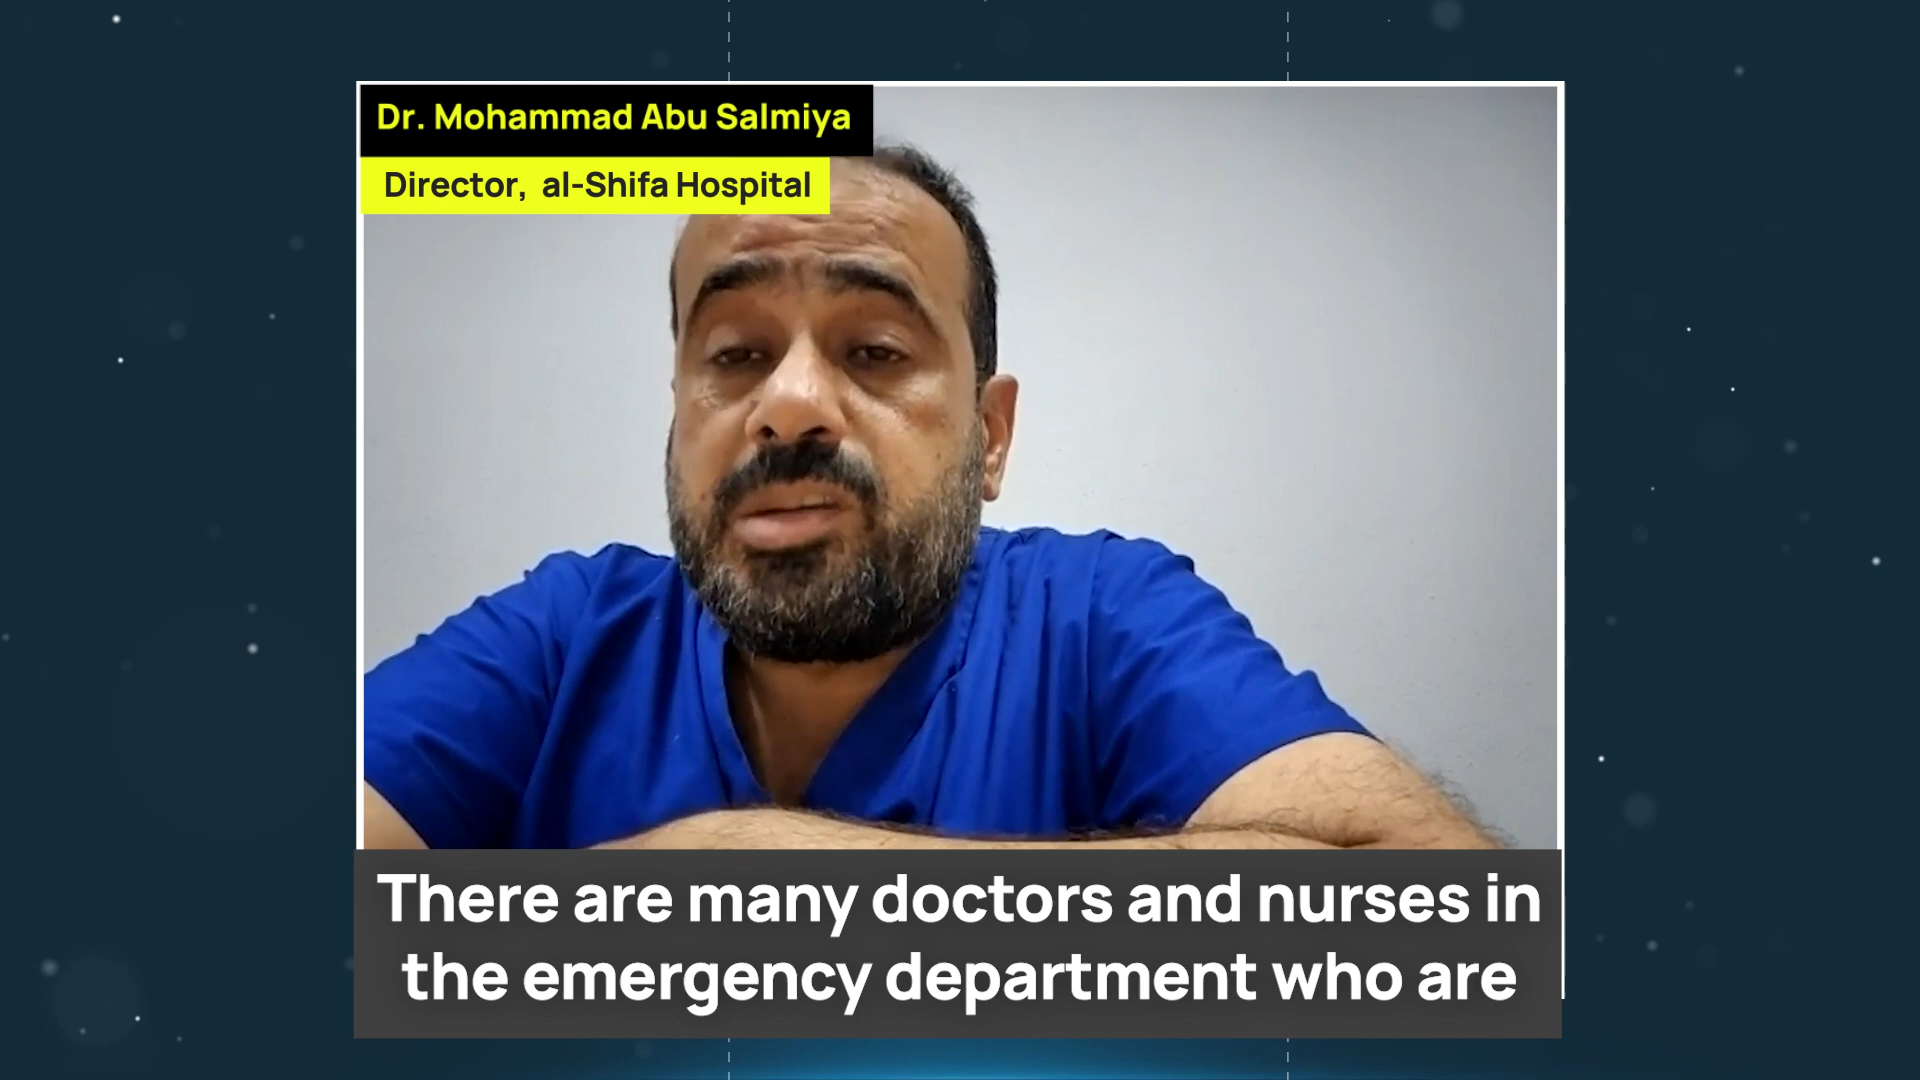 Dr. Mohammad Abu Salmiya
Director, al-Shifa Hospital
There are many doctors and nurses in
the emergency department who are